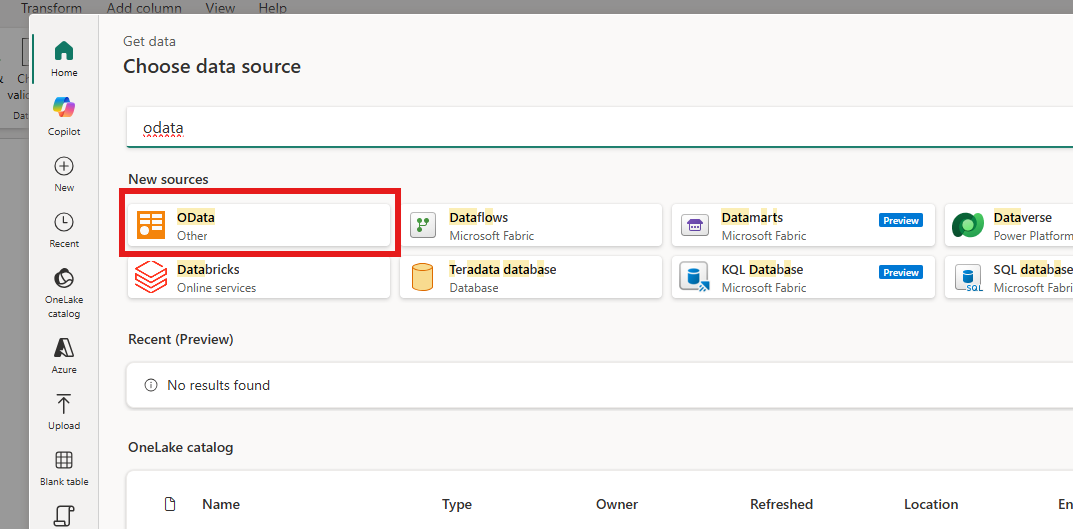 Transform Add column View Help
Get data
Choose data source
Home
Copilot
New
Recent
OneLake
catalog
Azure
Upload
Blank table
odata
New sources
OData
Other
Dataflows
Microsoft Fabric
Datamarts
Microsoft Fabric
Preview
Dataverse
Power Platform
Databricks
Online services
Teradata database
Database
KQL Database
Microsoft Fabric
Preview
SQL database
Microsoft Fabri
SQL
Recent (Preview)
No results found
OneLake catalog
Name Type Owner Refreshed Location En